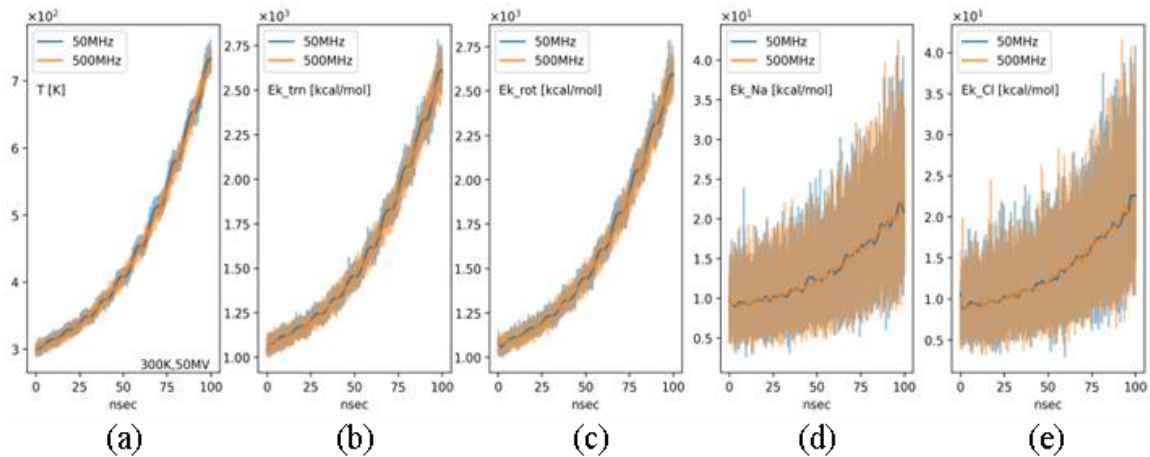 ×10²
50MHz
500MHz
T [K]
7
6
5
4
3
300K,50MV
0 25 50 75 100
nsec
(a)
×10³
50MHz
500MHz
Ek_trn [kcal/mol]
2.75
2.50
2.25
2.00
1.75
1.50
1.25
1.00
0 25 50 75 100
nsec
(b)
×10³
50MHz
500MHz
Ek_rot [kcal/mol]
2.75
2.50
2.25
2.00
1.75
1.50
1.25
1.00
0 25 50 75 100
nsec
(c)
×10¹
50MHz
500MHz
Ek_Na [kcal/mol]
4.0
3.5
3.0
2.5
2.0
1.5
1.0
0.5
0 25 50 75 100
nsec
(d)
×10¹
50MHz
500MHz
Ek_Cl [kcal/mol]
4.0
3.5
3.0
2.5
2.0
1.5
1.0
0.5
0 25 50 75 100
nsec
(e)